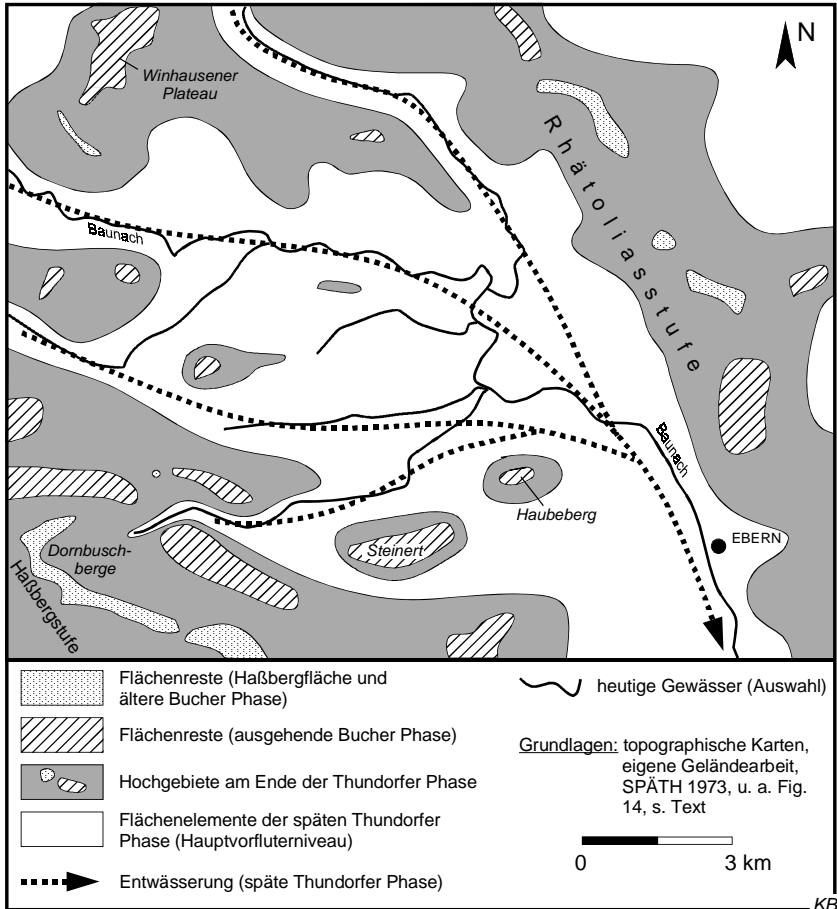 N
Winhausener
Plateau
Rhätoliasstufe
Baunach
Baunach
Haubeberg
EBERN
Steinert
Dornbusch-
berge
Haßbergstufe
Flächenreste (Haßbergfläche und
ältere Bucher Phase)
Flächenreste (ausgehende Bucher Phase)
Hochgebiete am Ende der Thundorfer Phase
Flächenelemente der späten Thundorfer
Phase (Hauptvorfluterniveau)
Entwässerung (späte Thundorfer Phase)
heutige Gewässer (Auswahl)
Grundlagen: topographische Karten,
eigene Geländearbeit,
SPÄTH 1973, u. a. Fig.
14, s. Text
0 3 km